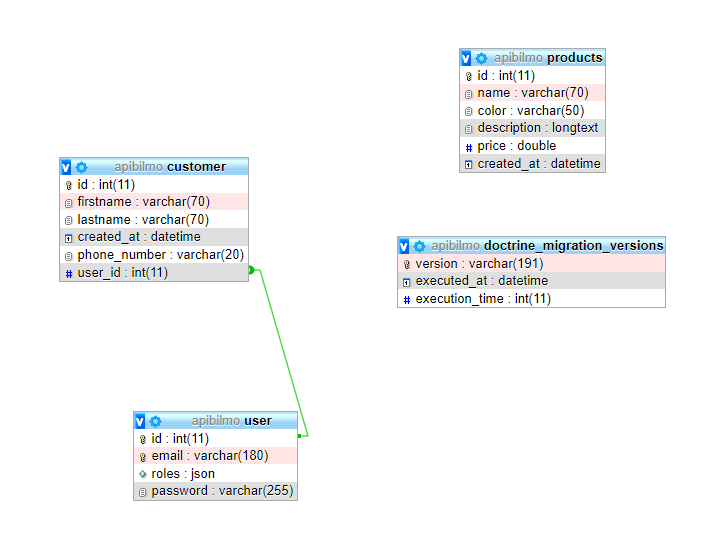 apibilmo products
id : int(11)
name : varchar(70)
color : varchar(50)
description : longtext
price : double
created_at : datetime
apibilmo customer
id : int(11)
firstname : varchar(70)
lastname : varchar(70)
created_at : datetime
phone_number : varchar(20)
user_id : int(11)
apibilmo doctrine_migration_versions
version : varchar(191)
executed_at : datetime
execution_time : int(11)
apibilmo user
id : int(11)
email : varchar(180)
roles : json
password : varchar(255)